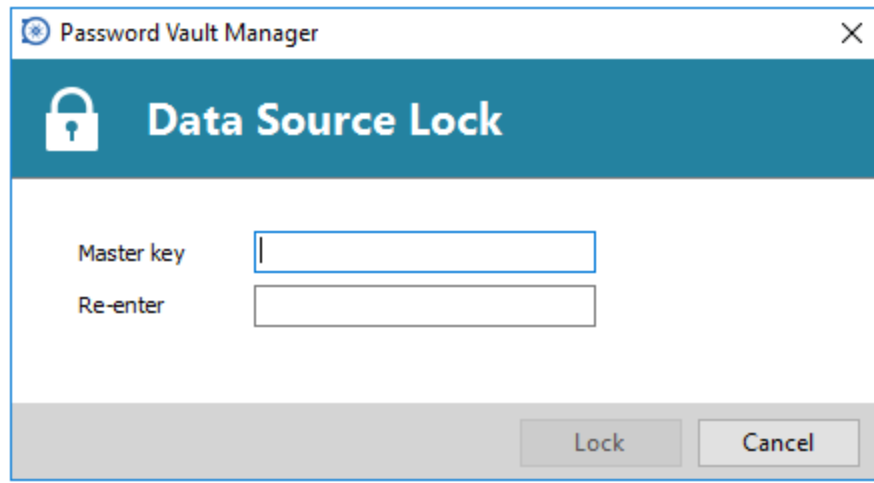 Password Vault Manager
Data Source Lock
Master key
Re-enter
Lock Cancel